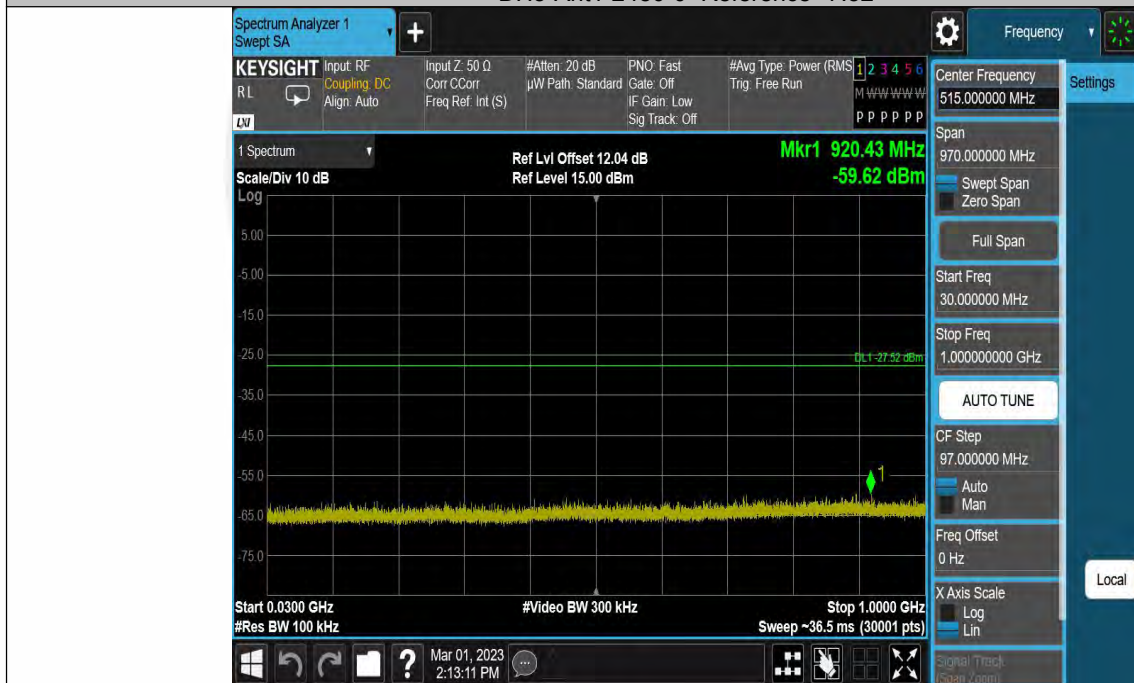 Spectrum Analyzer 1
Swept SA
+
Frequency
KEYSIGHT
RL
LXI
Input: RF
Coupling: DC
Align: Auto
Input Z: 50 Ω
Corr CCorr
Freq Ref: Int (S)
#Atten: 20 dB
µW Path: Standard
PNO: Fast
Gate: Off
IF Gain: Low
Sig Track: Off
#Avg Type: Power (RMS
Trig: Free Run
1 2 3 4 5 6
M W W W W W
P P P P P P
1 Spectrum
Scale/Div 10 dB
Ref Lvl Offset 12.04 dB
Ref Level 15.00 dBm
Mkr1 920.43 MHz
-59.62 dBm
Log
5.00
-5.00
-15.0
-25.0
DL1 -27.52 dBm
-35.0
-45.0
-55.0
1
-65.0
-75.0
Start 0.0300 GHz
#Res BW 100 kHz
#Video BW 300 kHz
Stop 1.0000 GHz
Sweep ~36.5 ms (30001 pts)
Center Frequency
515.000000 MHz
Settings
Span
970.000000 MHz
Swept Span
Zero Span
Full Span
Start Freq
30.000000 MHz
Stop Freq
1.000000000 GHz
AUTO TUNE
CF Step
97.000000 MHz
Auto
Man
Freq Offset
0 Hz
X Axis Scale
Log
Lin
Signal Track
(Span Zoom)
Local
?
Mar 01, 2023
2:13:11 PM